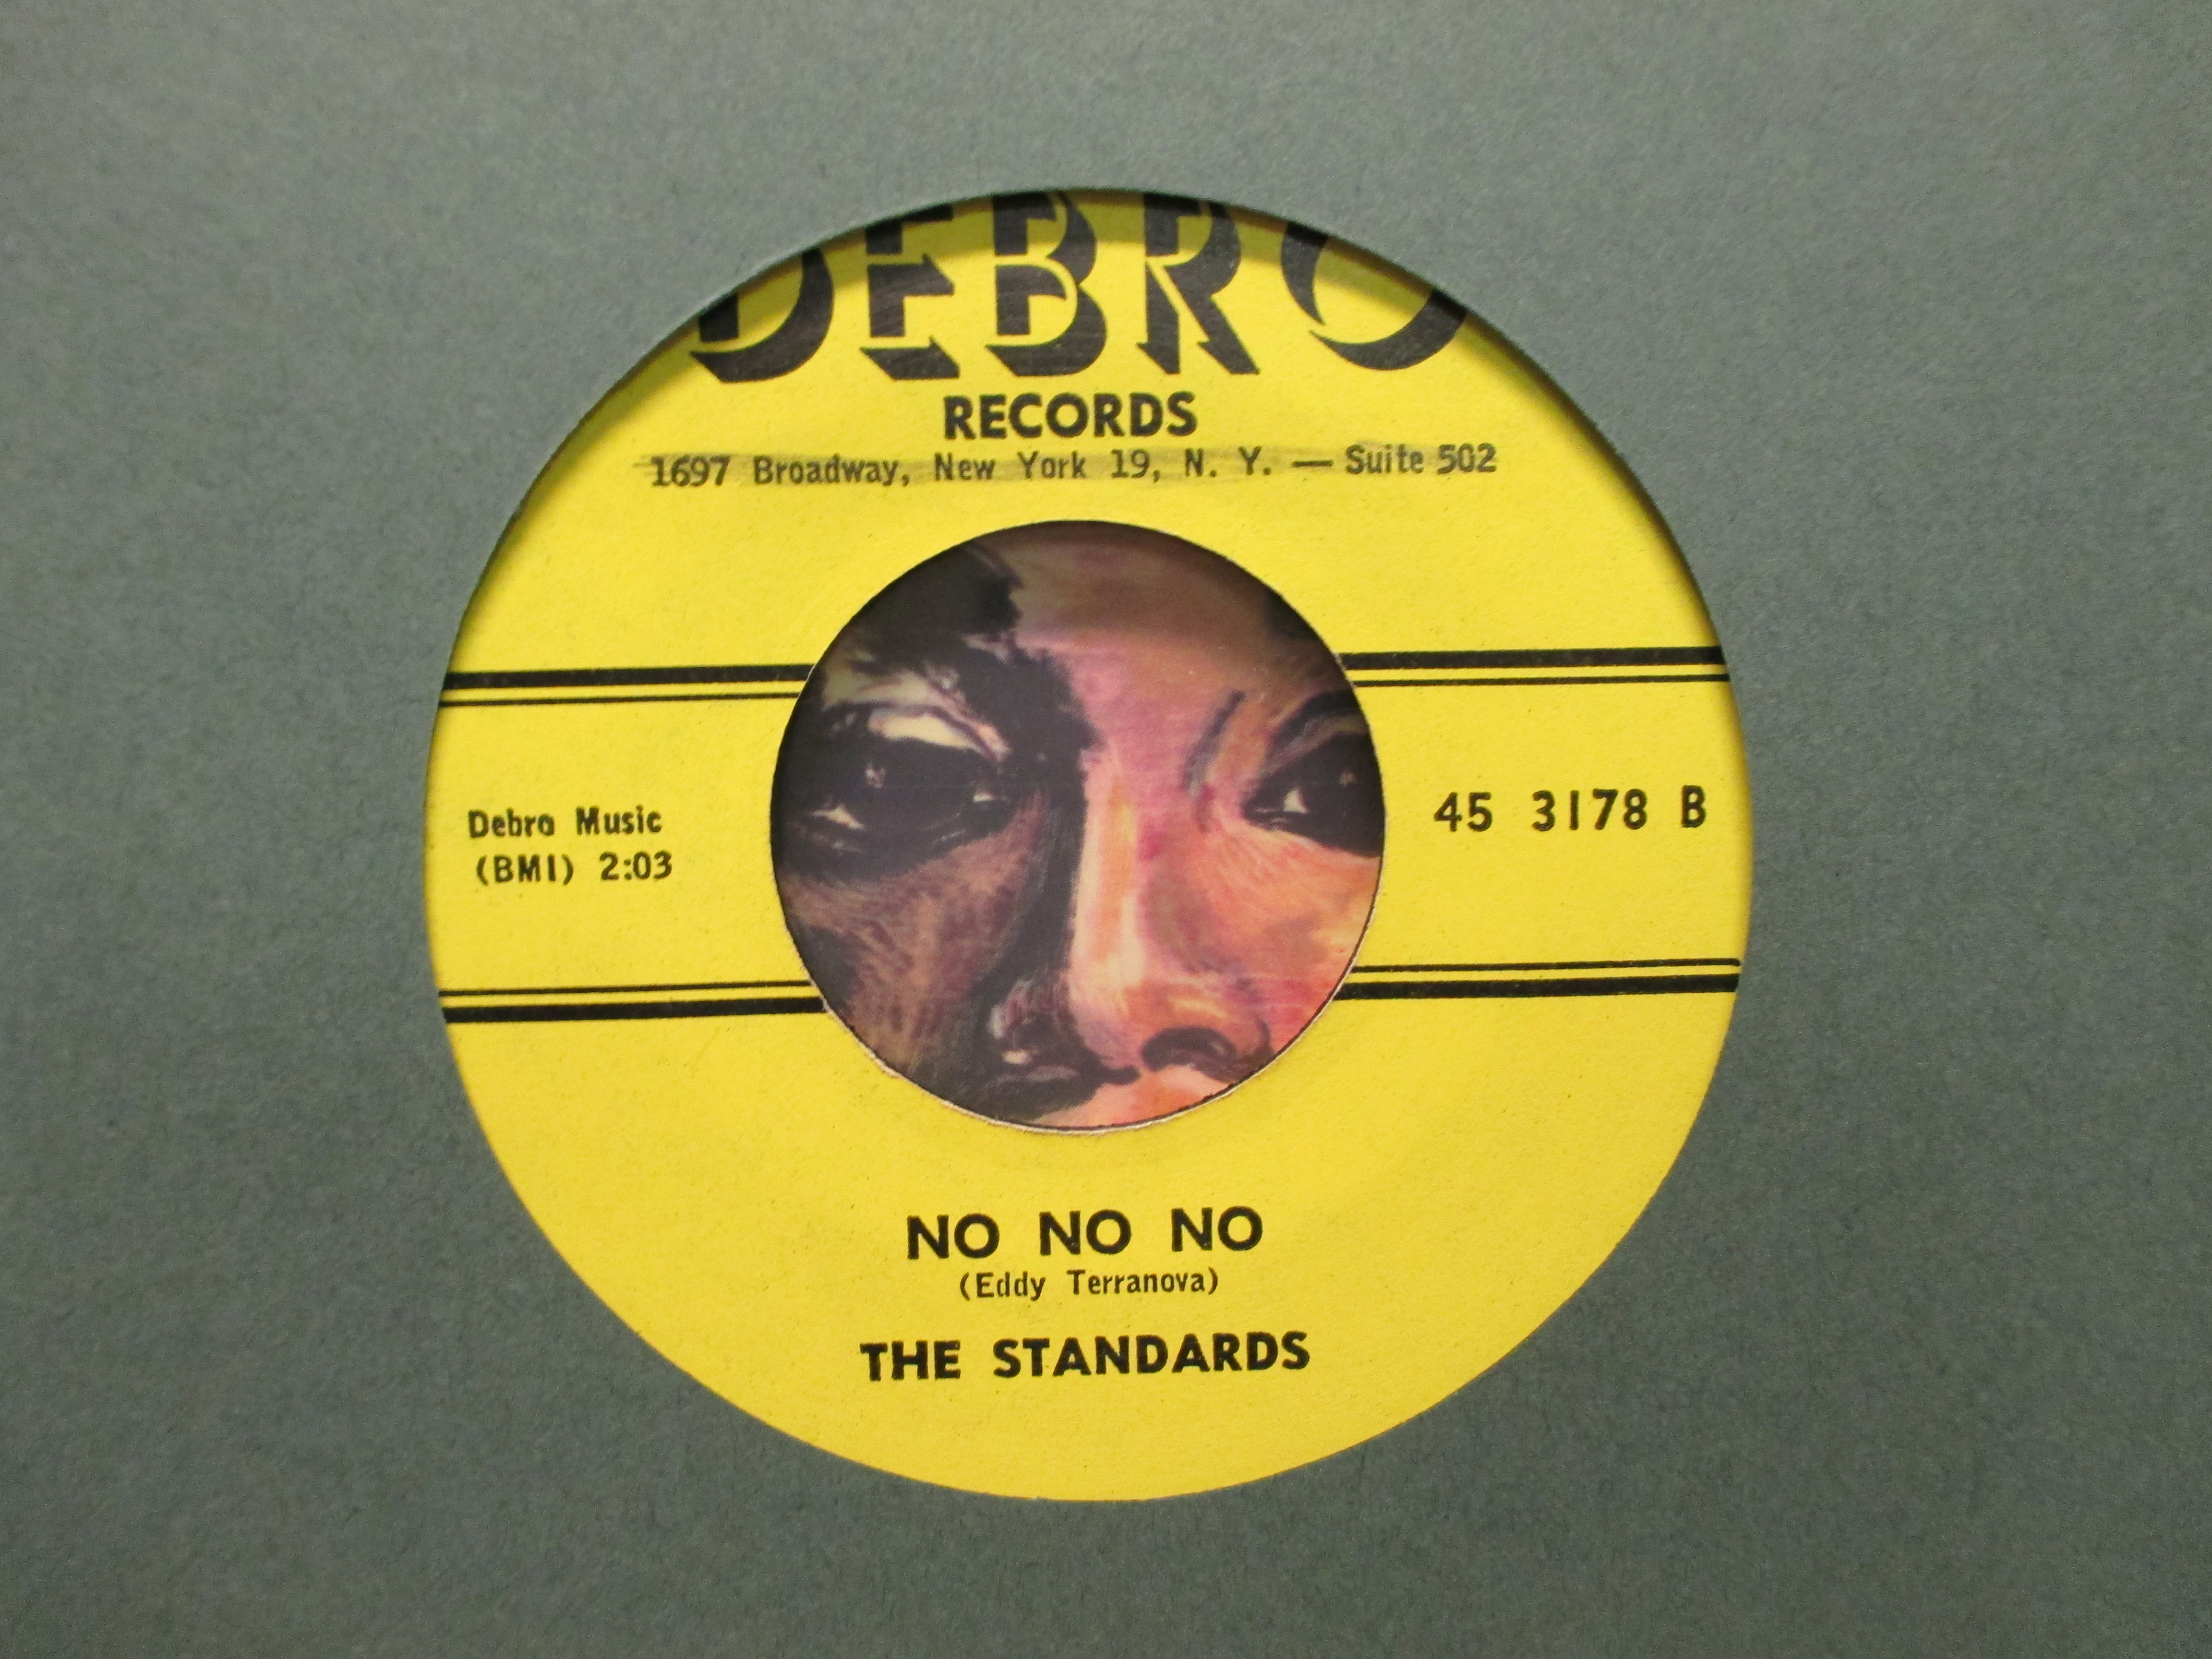 DEBRO
RECORDS
1697 Broadway, New York 19, N. Y. — Suite 502
Debro Music
(BMI) 2:03
45 3178 B
NO NO NO
(Eddy Terranova)
THE STANDARDS